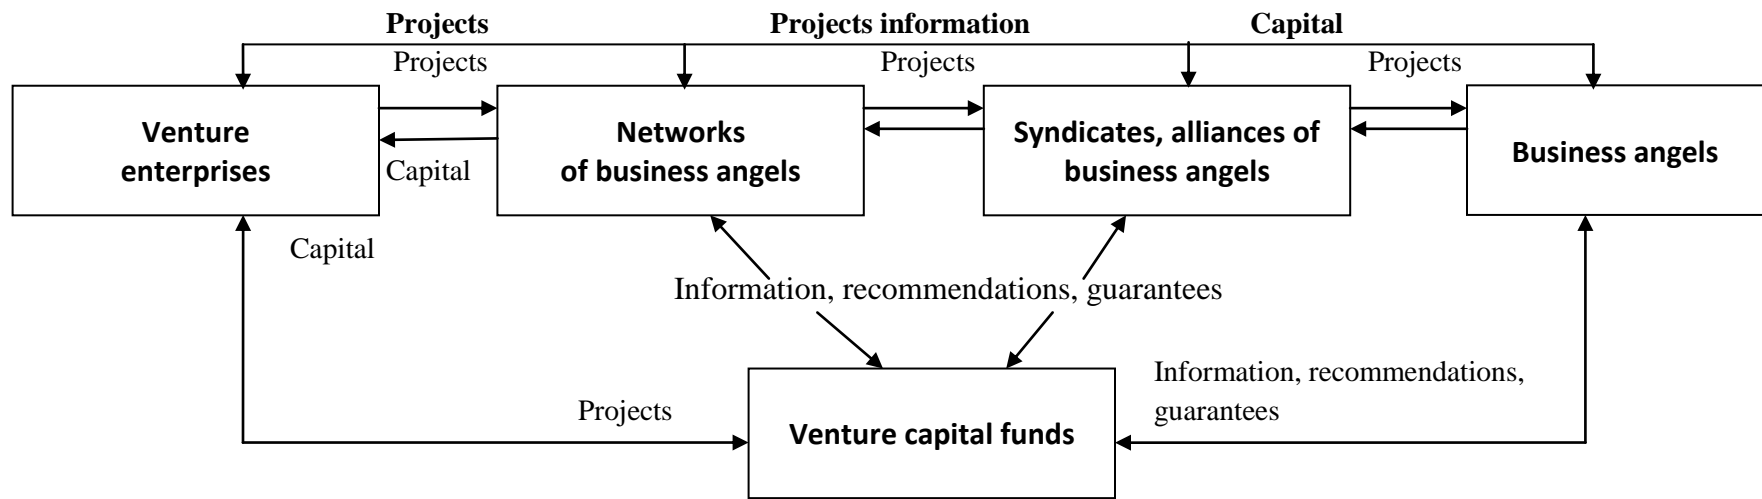 Projects Projects information Capital
Projects Projects Projects
Venture
enterprises
Networks
of business angels
Syndicates, alliances of
business angels
Business angels
Capital
Capital
Information, recommendations, guarantees
Information, recommendations,
guarantees
Projects
Venture capital funds